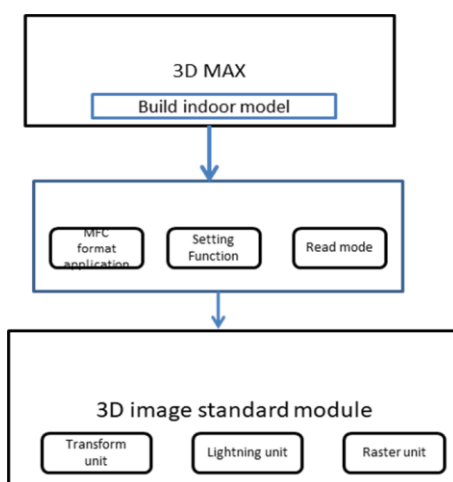 3D MAX
Build indoor model
MFC
format
application
Setting
Function
Read mode
3D image standard module
Transform
unit
Lightning unit
Raster unit